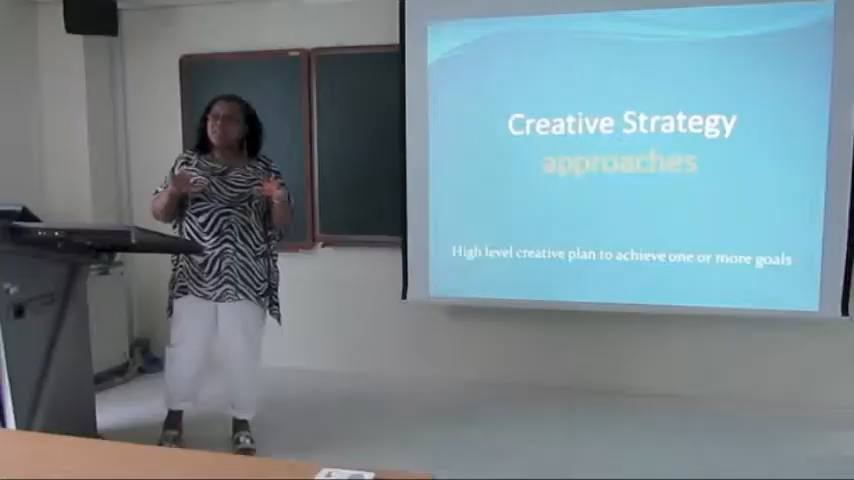 Creative Strategy
approaches
High level creative plan to achieve one or more goals